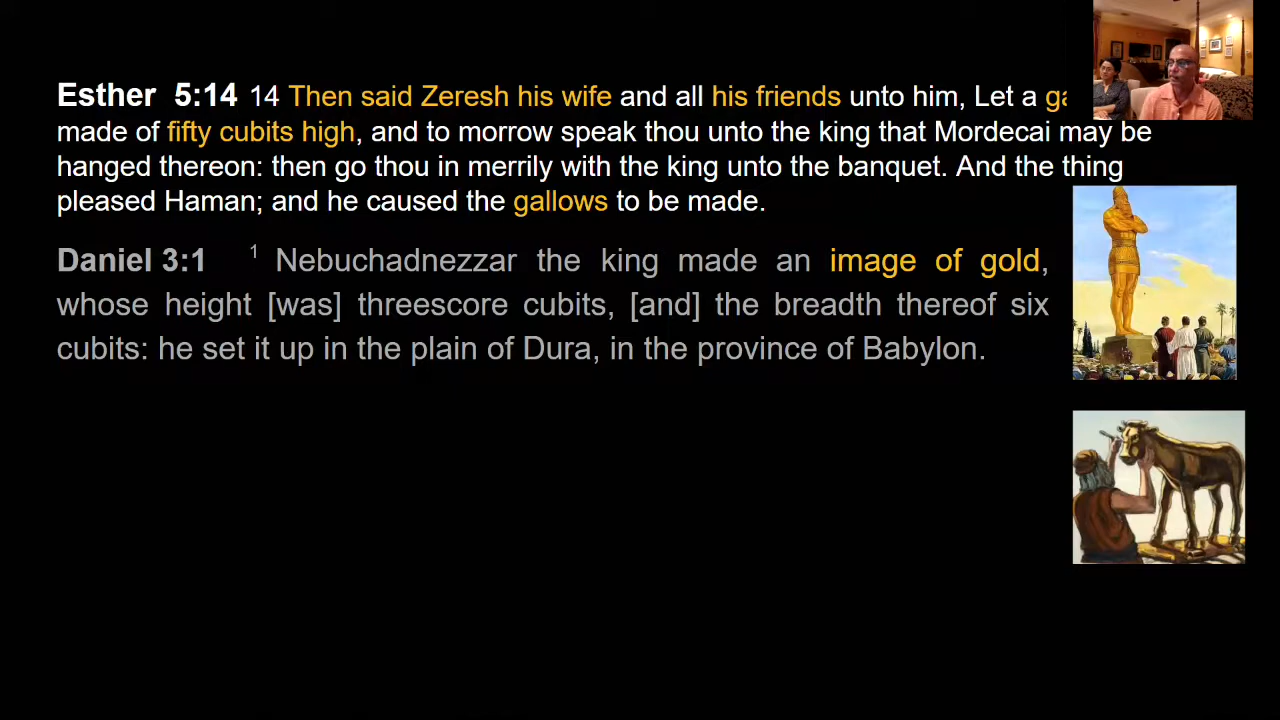 Esther 5:14 14 Then said Zeresh his wife and all his friends unto him, Let a
made of fifty cubits high, and to morrow speak thou unto the king that Mordecai may be
hanged thereon: then go thou in merrily with the king unto the banquet. And the thing
pleased Haman; and he caused the gallows to be made.
Daniel 3:1 1 Nebuchadnezzar the king made an image of gold,
whose height [was] threescore cubits, [and] the breadth thereof six
cubits: he set it up in the plain of Dura, in the province of Babylon.